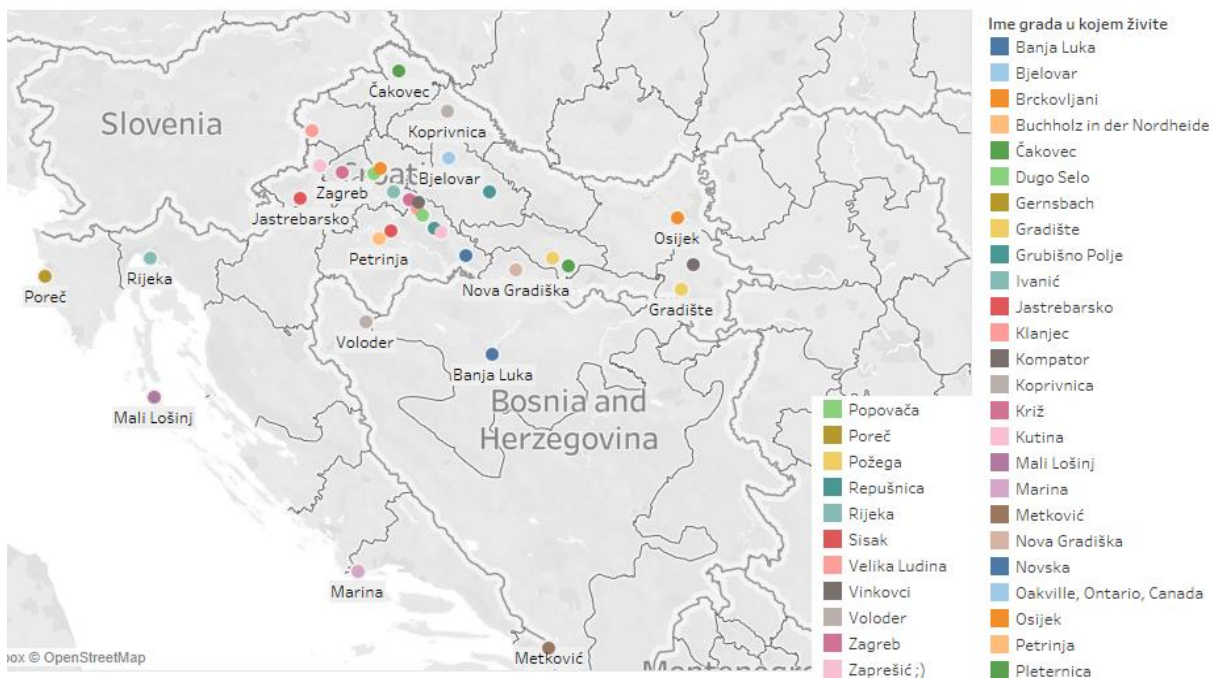 Slovenia
Čakovec
Koprivnica
Croati
Zagreb
Bjelovar
Jastrebarsko
Petrinja
Osijek
Poreč
Rijeka
Nova Gradiška
Gradište
Voloder
Banja Luka
Mali Lošinj
Bosnia and
Herzegovina
Marina
Metković
Montenegro
box © OpenStreetMap
Popovača
Poreč
Požega
Repušnica
Rijeka
Sisak
Velika Ludina
Vinkovci
Voloder
Zagreb
Zaprešić ;)
Ime grada u kojem živite
Banja Luka
Bjelovar
Brckovljani
Buchholz in der Nordheide
Čakovec
Dugo Selo
Gernsbach
Gradište
Grubišno Polje
Ivanić
Jastrebarsko
Klanjec
Kompator
Koprivnica
Križ
Kutina
Mali Lošinj
Marina
Metković
Nova Gradiška
Novska
Oakville, Ontario, Canada
Osijek
Petrinja
Pleternica